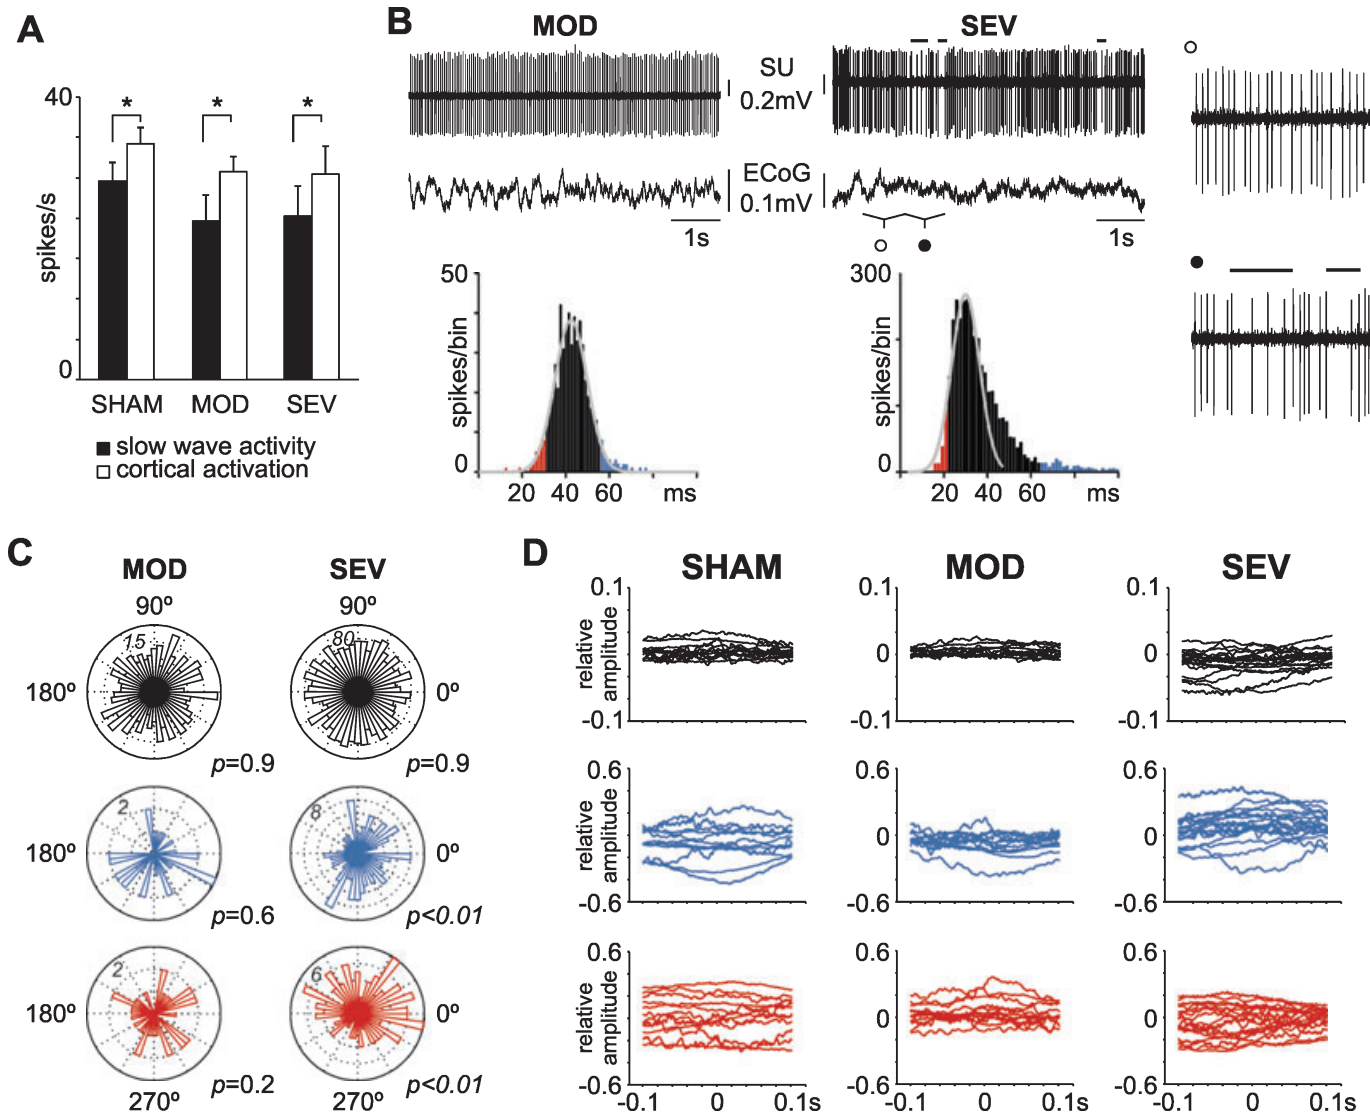 A
40
spikes/s
0
* * *
SHAM MOD SEV
slow wave activity
cortical activation
B
MOD SEV
SU
0.2mV
ECoG
0.1mV
1s 1s
50
spikes/bin
0
20 40 60 ms
300
spikes/bin
0
20 40 60 ms
C
MOD SEV
90º 90º
15 80
180º 0º
p=0.9 p=0.9
2 8
180º 0º
p=0.6 p<0.01
2 6
180º 0º
p=0.2 p<0.01
270º 270º
D
SHAM MOD SEV
0.1 0.1 0.1
relative
amplitude
0 0
-0.1 -0.1 -0.1
0.6 0.6 0.6
relative
amplitude
0 0
-0.6 -0.6 -0.6
0.6 0.6 0.6
relative
amplitude
0 0
-0.6 -0.6 -0.6
-0.1 0 0.1s -0.1 0 0.1s -0.1 0 0.1s